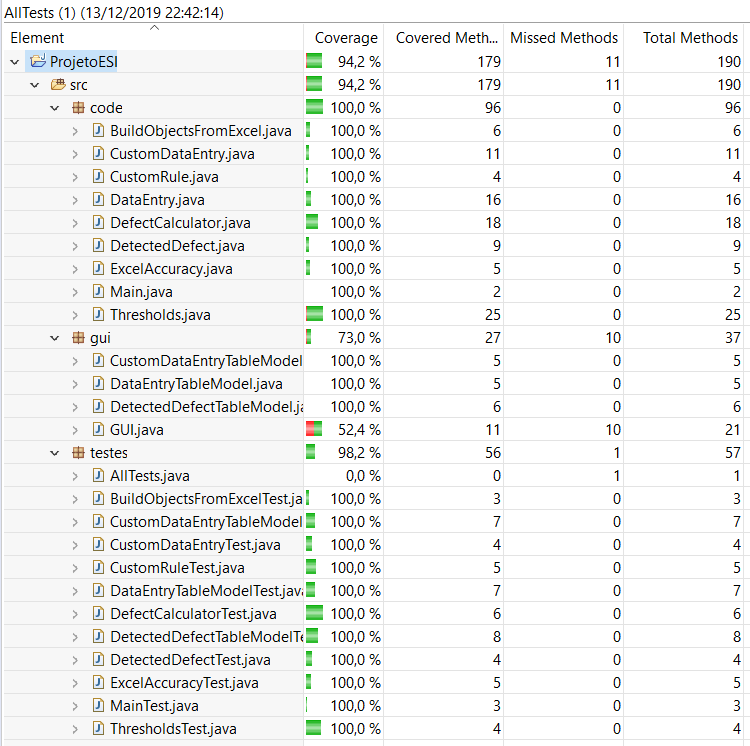 AllTests (1) (13/12/2019 22:42:14)
Element Coverage Covered Meth... Missed Methods Total Methods
ProjetoESI 94,2 % 179 11 190
src 94,2 % 179 11 190
code 100,0 % 96 0 96
BuildObjectsFromExcel.java 100,0 % 6 0 6
CustomDataEntry.java 100,0 % 11 0 11
CustomRule.java 100,0 % 4 0 4
DataEntry.java 100,0 % 16 0 16
DefectCalculator.java 100,0 % 18 0 18
DetectedDefect.java 100,0 % 9 0 9
ExcelAccuracy.java 100,0 % 5 0 5
Main.java 100,0 % 2 0 2
Thresholds.java 100,0 % 25 0 25
gui 73,0 % 27 10 37
CustomDataEntryTableModel 100,0 % 5 0 5
DataEntryTableModel.java 100,0 % 5 0 5
DetectedDefectTableModel.ja 100,0 % 6 0 6
GUI.java 52,4 % 11 10 21
testes 98,2 % 56 1 57
AllTests.java 0,0 % 0 1 1
BuildObjectsFromExcelTest.ja 100,0 % 3 0 3
CustomDataEntryTableModel 100,0 % 7 0 7
CustomDataEntryTest.java 100,0 % 4 0 4
CustomRuleTest.java 100,0 % 5 0 5
DataEntryTableModelTest.java 100,0 % 7 0 7
DefectCalculatorTest.java 100,0 % 6 0 6
DetectedDefectTableModelTe 100,0 % 8 0 8
DetectedDefectTest.java 100,0 % 4 0 4
ExcelAccuracyTest.java 100,0 % 5 0 5
MainTest.java 100,0 % 3 0 3
ThresholdsTest.java 100,0 % 4 0 4